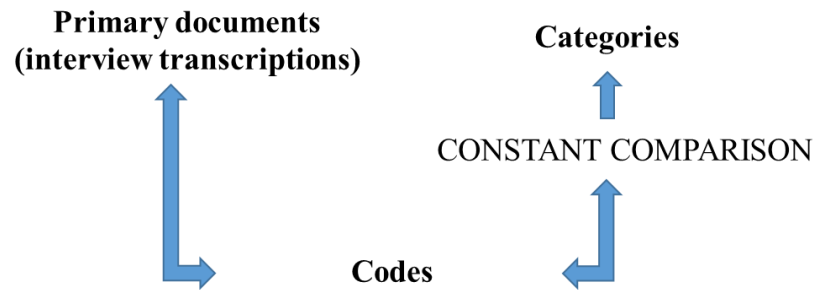 Primary documents
(interview transcriptions)
Categories
CONSTANT COMPARISON
Codes